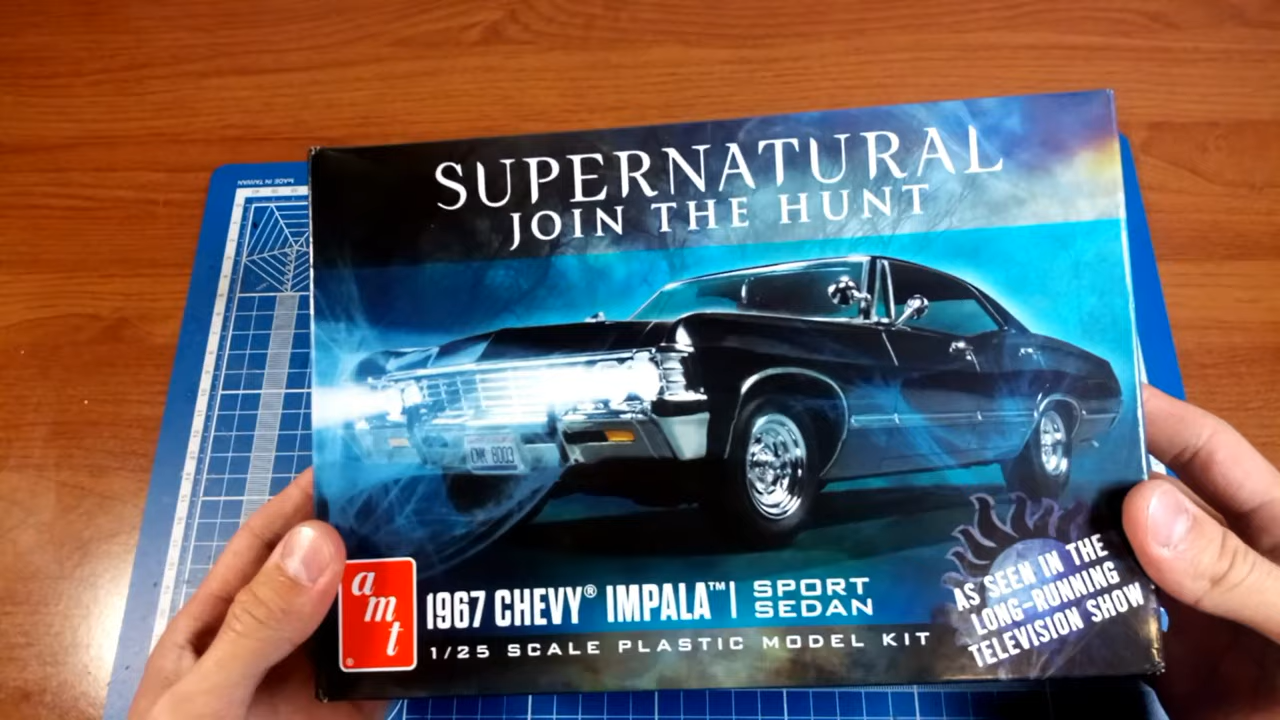 MADE IN TAIWAN
SUPERNATURAL
JOIN THE HUNT
CNK 8003
amt
®
1967 CHEVY® IMPALA™ | SPORT SEDAN
1/25 SCALE PLASTIC MODEL KIT
AS SEEN IN THE
LONG-RUNNING
TELEVISION SHOW